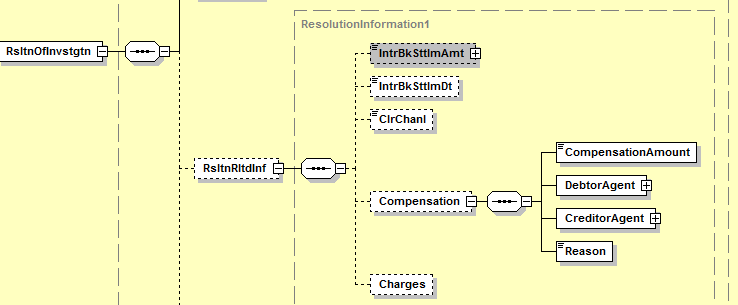 ResolutionInformation1
RsltnOfInvstgtn
IntrBkSttlmAmt
IntrBkSttlmDt
ClrChanl
RsltnRltdInf
Compensation
CompensationAmount
DebtorAgent
CreditorAgent
Reason
Charges